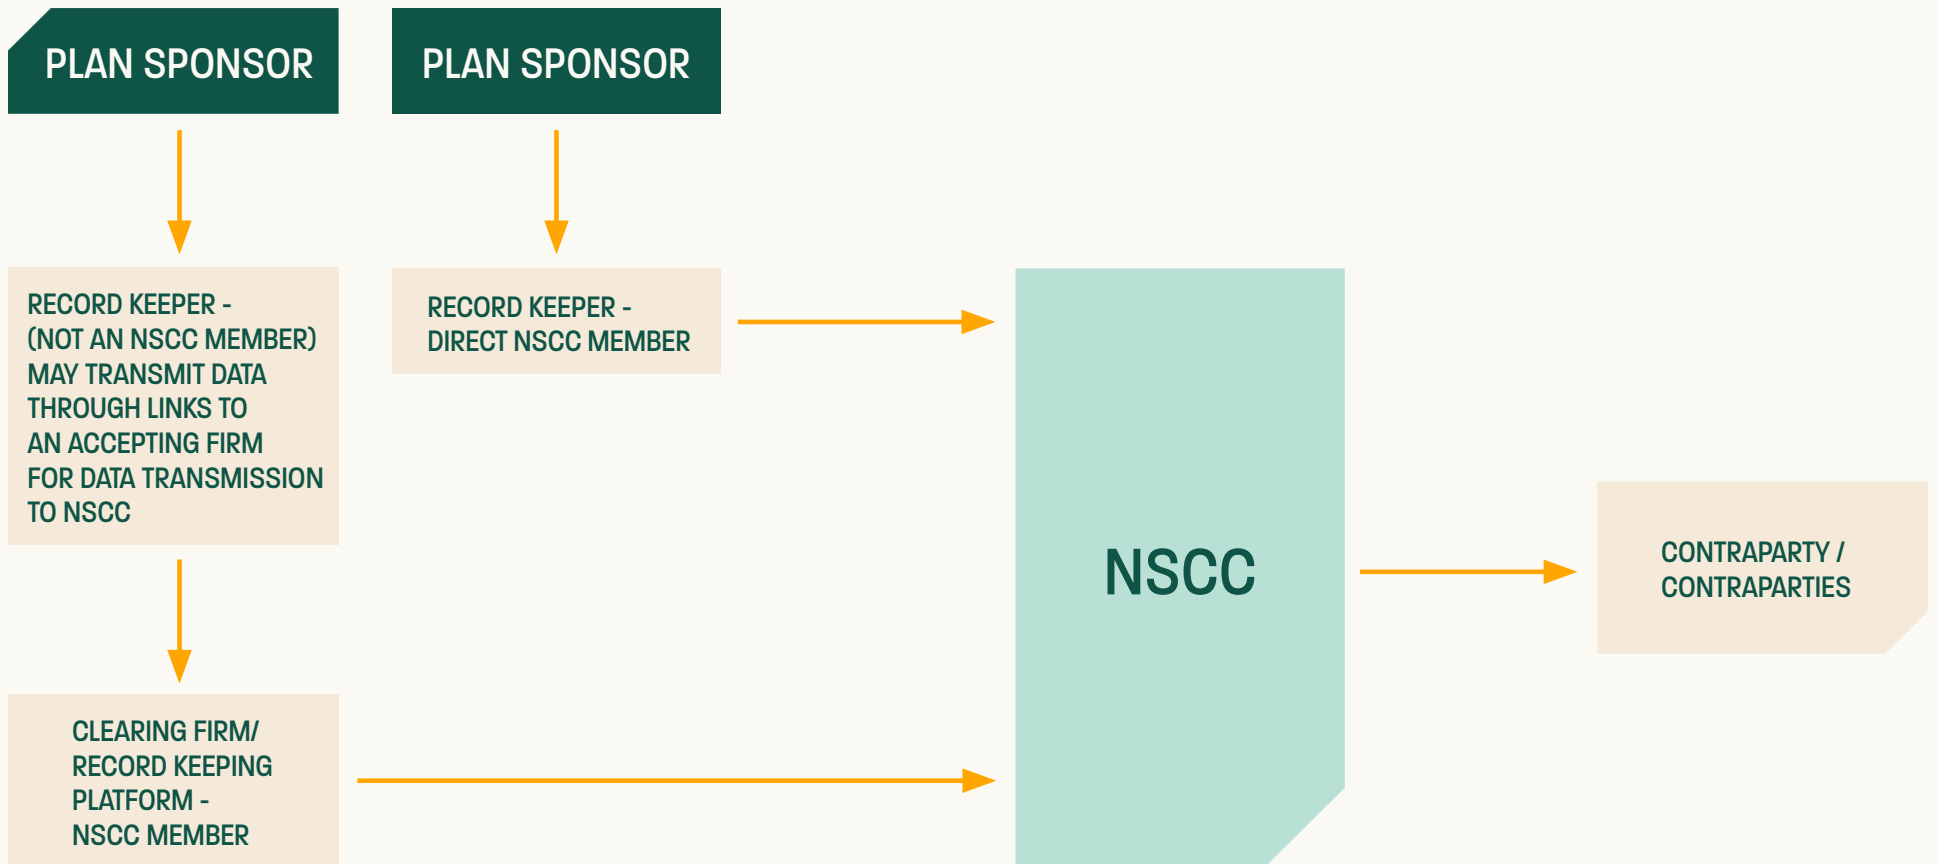 PLAN SPONSOR
PLAN SPONSOR
RECORD KEEPER -
(NOT AN NSCC MEMBER)
MAY TRANSMIT DATA
THROUGH LINKS TO
AN ACCEPTING FIRM
FOR DATA TRANSMISSION
TO NSCC
RECORD KEEPER -
DIRECT NSCC MEMBER
NSCC
CONTRAPARTY /
CONTRAPARTIES
CLEARING FIRM/
RECORD KEEPING
PLATFORM -
NSCC MEMBER